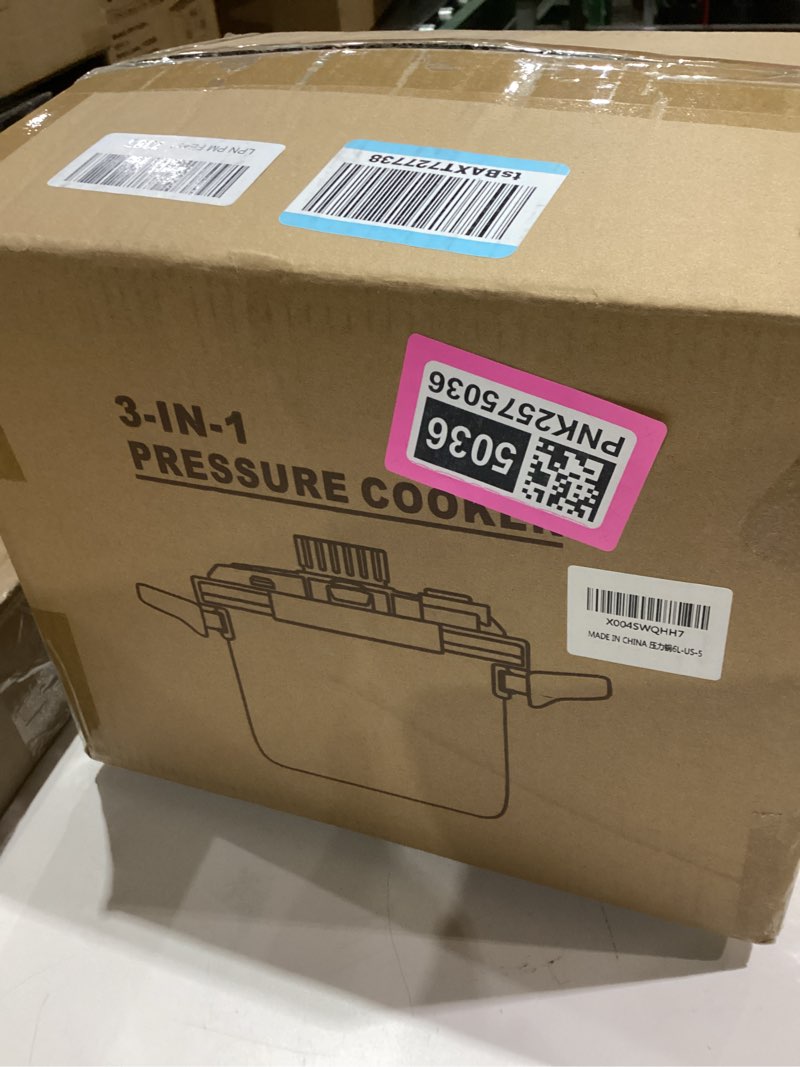 LPN PM
tsBAXT727738
PNK2575036
5036
3-IN-1
PRESSURE COOKER
X004SWQHH7
MADE IN CHINA 压力锅6L-US-5